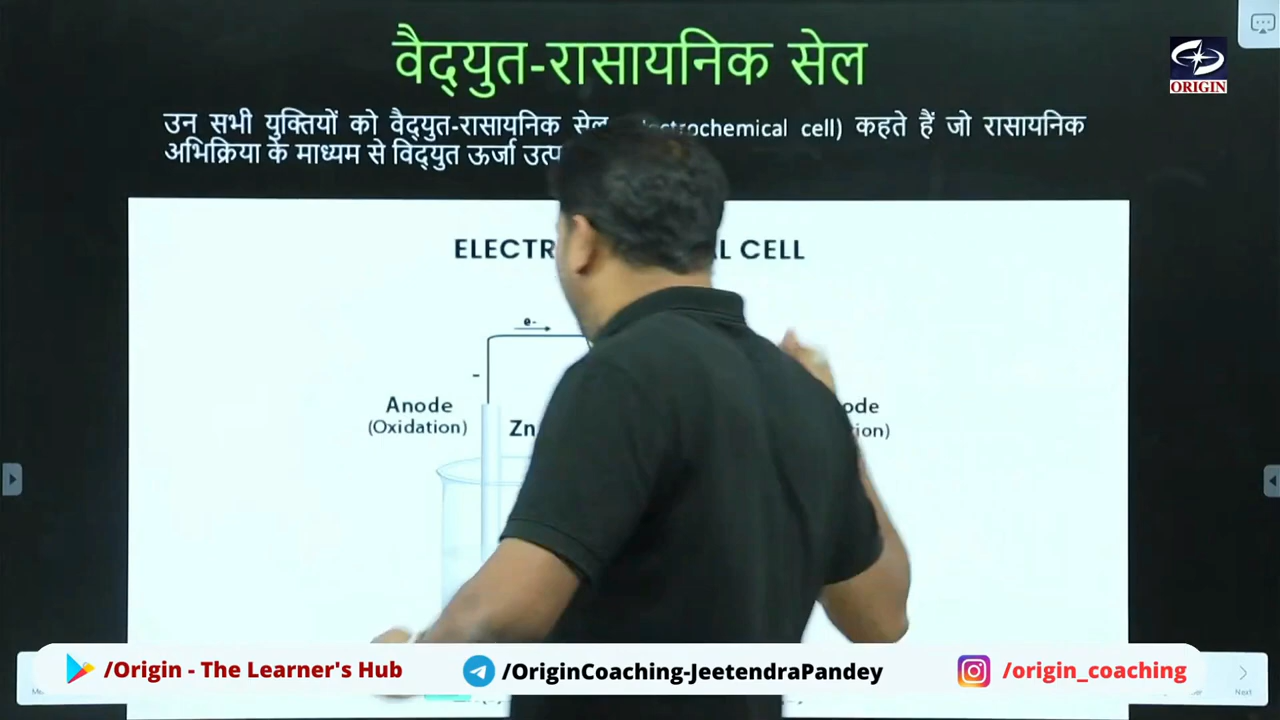 वैद्युत-रासायनिक सेल
ORIGIN
उन सभी युक्तियों को वैद्युत-रासायनिक सेल cell) कहते हैं जो रासायनिक
अभिक्रिया के माध्यम से विद्युत ऊर्जा
CELL
e-
-
Anode
(Oxidation)
Zn
/Origin - The Learner's Hub
/OriginCoaching-JeetendraPandey
/origin_coaching
Next